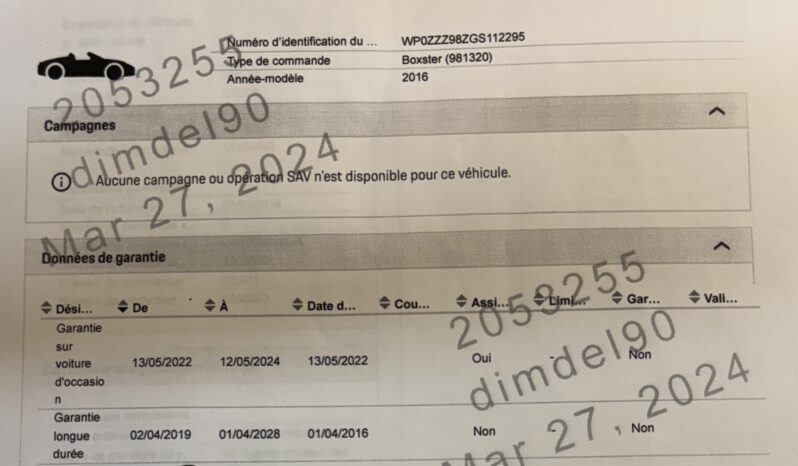 Numéro d'identification du ... WP0ZZZ98ZGS112295
Type de commande Boxster (981320)
Année-modèle 2016
2053255
dimdel90
Mar 27, 2024
Campagnes
Aucune campagne ou opération SAV n'est disponible pour ce véhicule.
Données de garantie
Dési... De À Date d... Cou... Assi... Limi... Gar... Vali...
Garantie
sur
voiture 13/05/2022 12/05/2024 13/05/2022 Oui - Non
d'occasio
n
2053255
dimdel90
Mar 27, 2024
Garantie
longue 02/04/2019 01/04/2028 01/04/2016 Non Non
durée